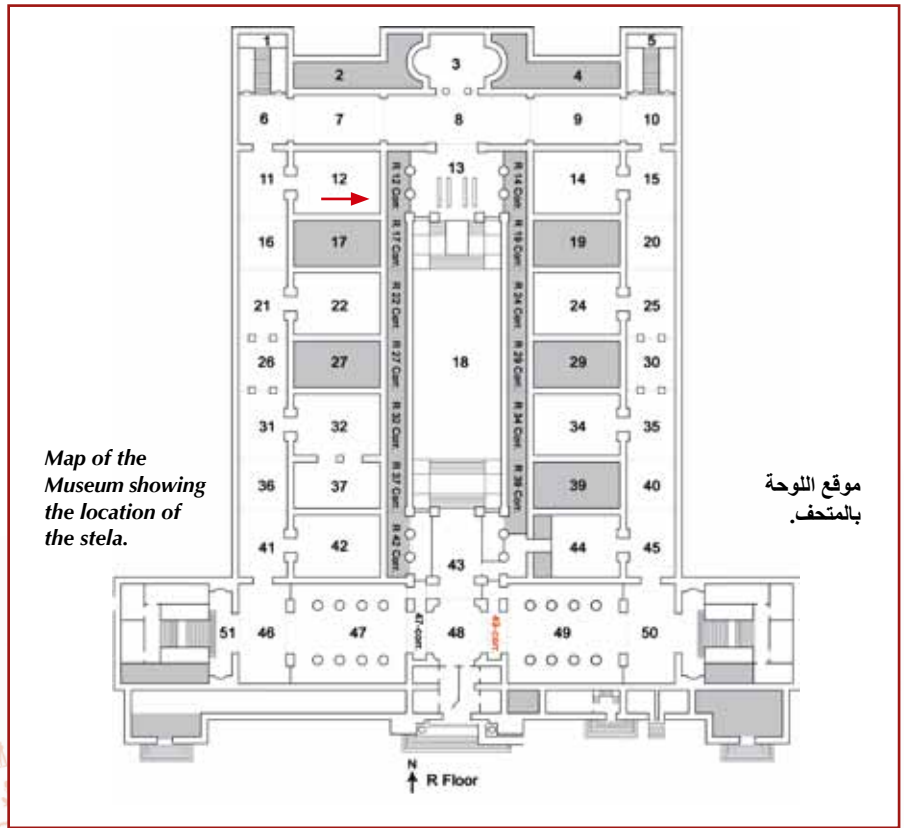 1
5
2
3
4
6
7
8
9
10
11
12
R 12 Corr.
13
R 14 Corr.
14
15
16
17
R 17 Corr.
R 19 Corr.
19
20
21
22
R 22 Corr.
R 24 Corr.
24
25
26
27
R 27 Corr.
18
R 29 Corr.
29
30
31
32
R 32 Corr.
R 34 Corr.
34
35
Map of the
Museum showing
the location of
the stela.
36
37
R 37 Corr.
R 39 Corr.
39
40
موقع اللوحة
بالمتحف.
41
42
R 42 Corr.
43
44
45
51
46
47
47-corr.
48
49-corr.
49
50
N
R Floor